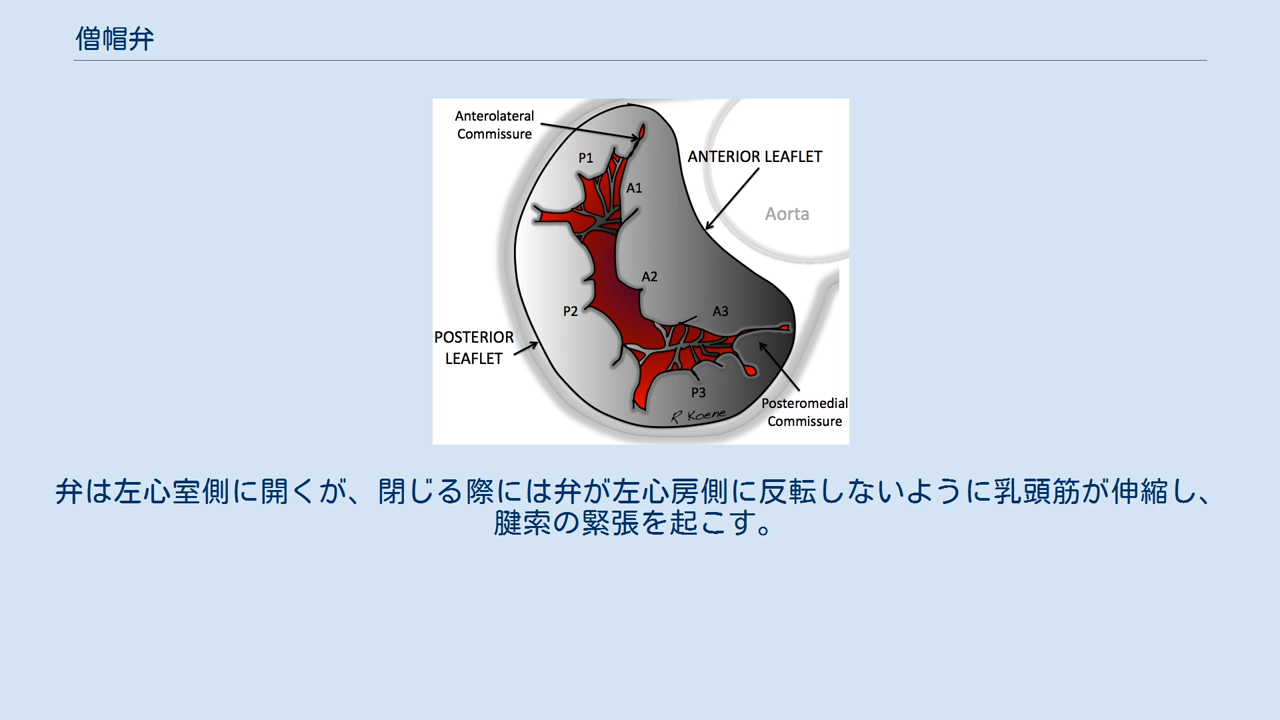 僧帽弁
Anterolateral
Commissure
P1
ANTERIOR LEAFLET
A1
Aorta
A2
P2
A3
POSTERIOR
LEAFLET
P3
Posteromedial
Commissure
R Koene
弁は左心室側に開くが、閉じる際には弁が左心房側に反転しないように乳頭筋が伸縮し、
腱索の緊張を起こす。